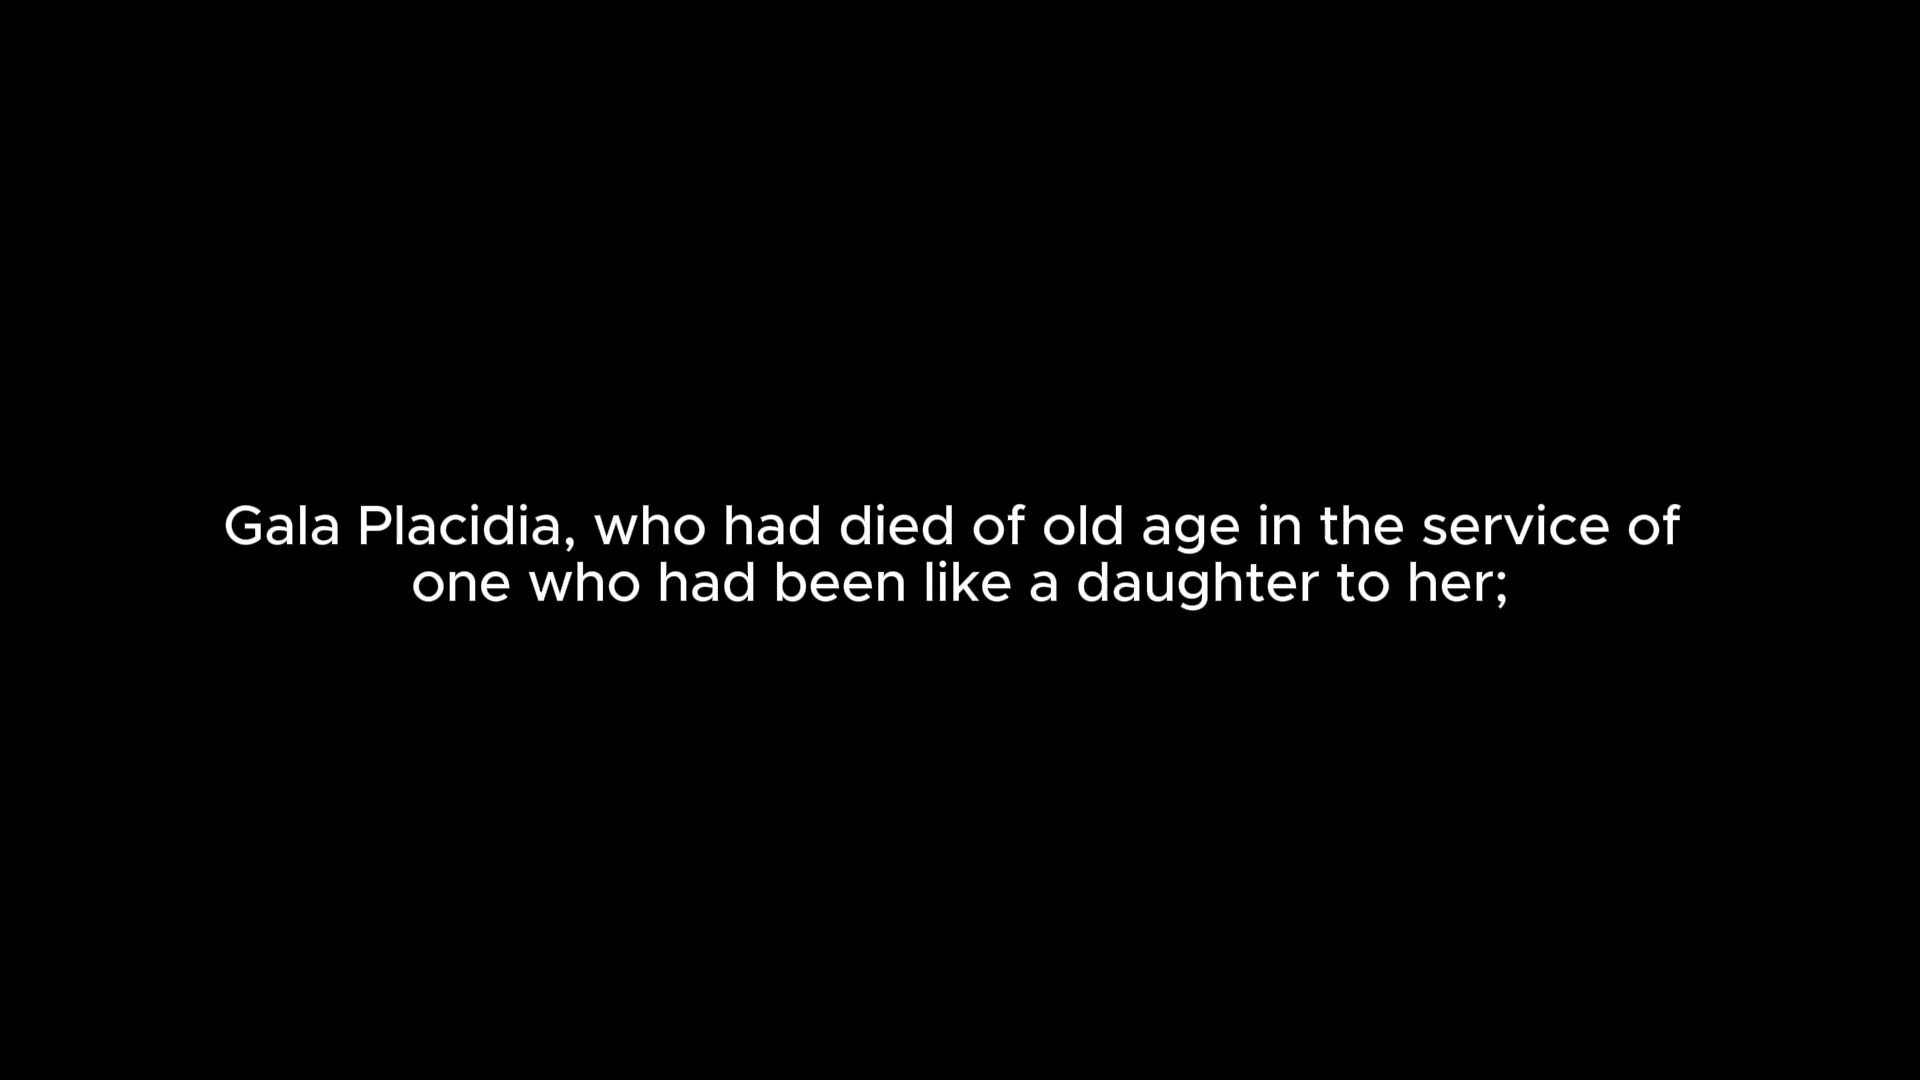 Gala Placidia, who had died of old age in the service of
one who had been like a daughter to her;